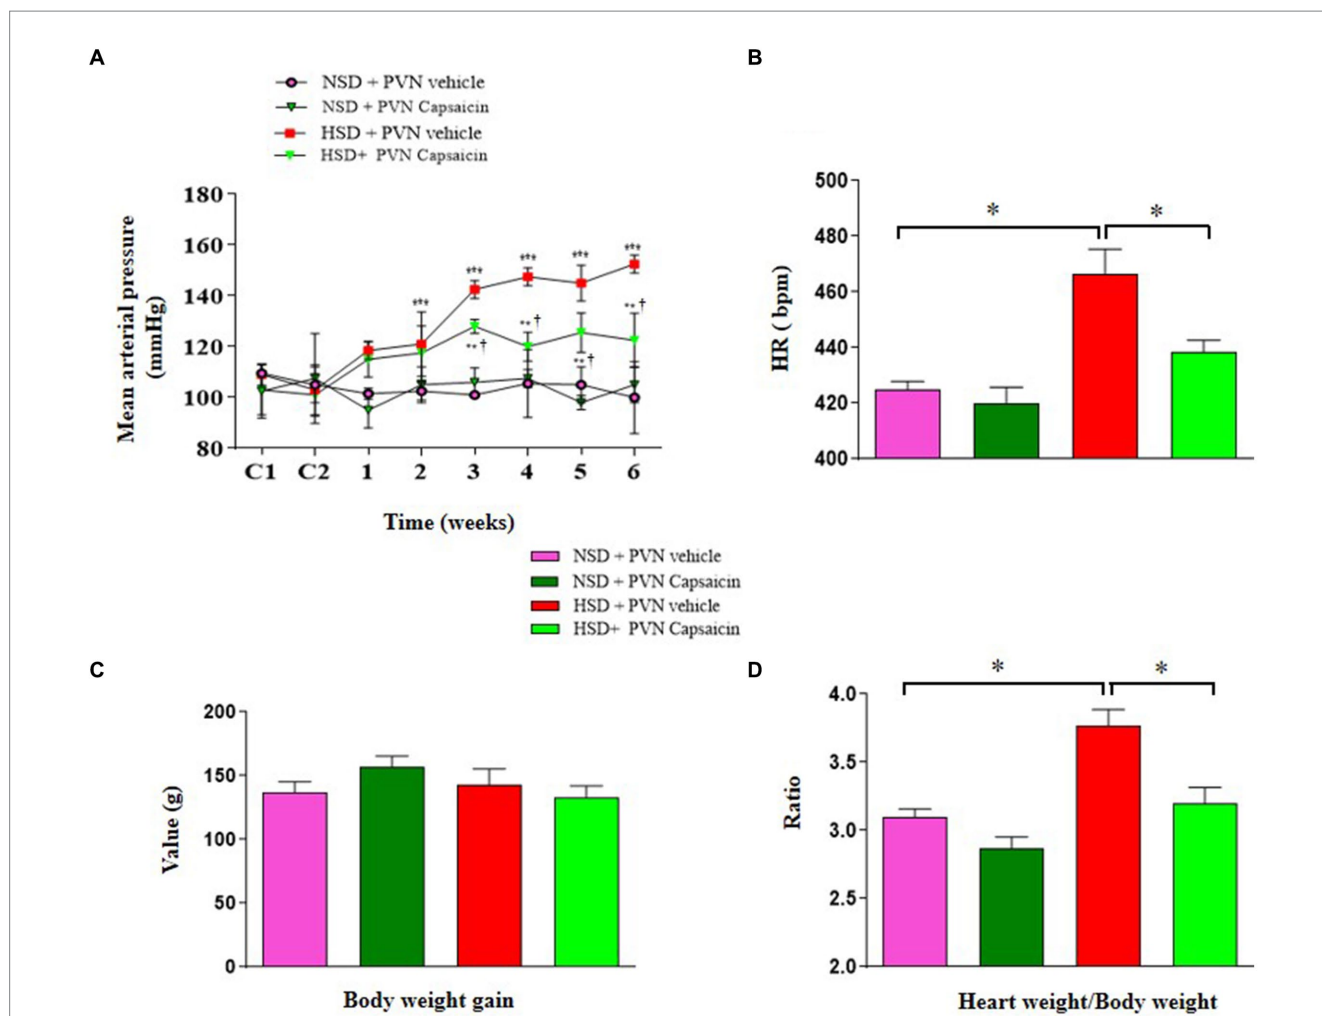 A
NSD + PVN vehicle
NSD + PVN Capsaicin
HSD + PVN vehicle
HSD+ PVN Capsaicin
Mean arterial pressure
(mmHg)
180
160
140
120
100
80
***
***
***
***
***
**†
**†
**†
**†
C1 C2 1 2 3 4 5 6
Time (weeks)
B
HR ( bpm)
500
480
460
440
420
400
* *
NSD + PVN vehicle
NSD + PVN Capsaicin
HSD + PVN vehicle
HSD+ PVN Capsaicin
C
Value (g)
200
150
100
50
0
Body weight gain
D
Ratio
4.0
3.5
3.0
2.5
2.0
* *
Heart weight/Body weight